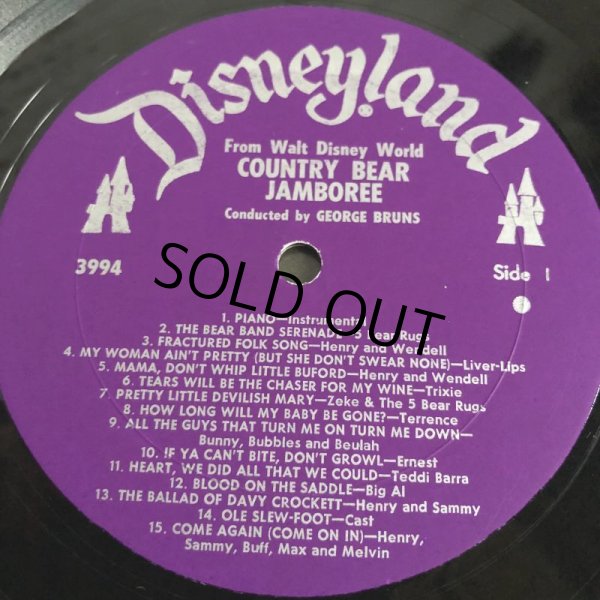 Disneyland
From Walt Disney World
COUNTRY BEAR
JAMBOREE
Conducted by GEORGE BRUNS
3994
Side 1
SOLD OUT
1. PIANO—Instrumental
2. THE BEAR BAND SERENADE—5 Bear Rugs
3. FRACTURED FOLK SONG—Henry and Wendell
4. MY WOMAN AIN'T PRETTY (BUT SHE DON'T SWEAR NONE)—Liver-Lips
5. MAMA, DON'T WHIP LITTLE BUFORD—Henry and Wendell
6. TEARS WILL BE THE CHASER FOR MY WINE—Trixie
7. PRETTY LITTLE DEVILISH MARY—Zeke & The 5 Bear Rugs
8. HOW LONG WILL MY BABY BE GONE?—Terrence
9. ALL THE GUYS THAT TURN ME ON TURN ME DOWN—
Bunny, Bubbles and Beulah
10. IF YA CAN'T BITE, DON'T GROWL—Ernest
11. HEART, WE DID ALL THAT WE COULD—Teddi Barra
12. BLOOD ON THE SADDLE—Big Al
13. THE BALLAD OF DAVY CROCKETT—Henry and Sammy
14. OLE SLEW-FOOT—Cast
15. COME AGAIN (COME ON IN)—Henry,
Sammy, Buff, Max and Melvin